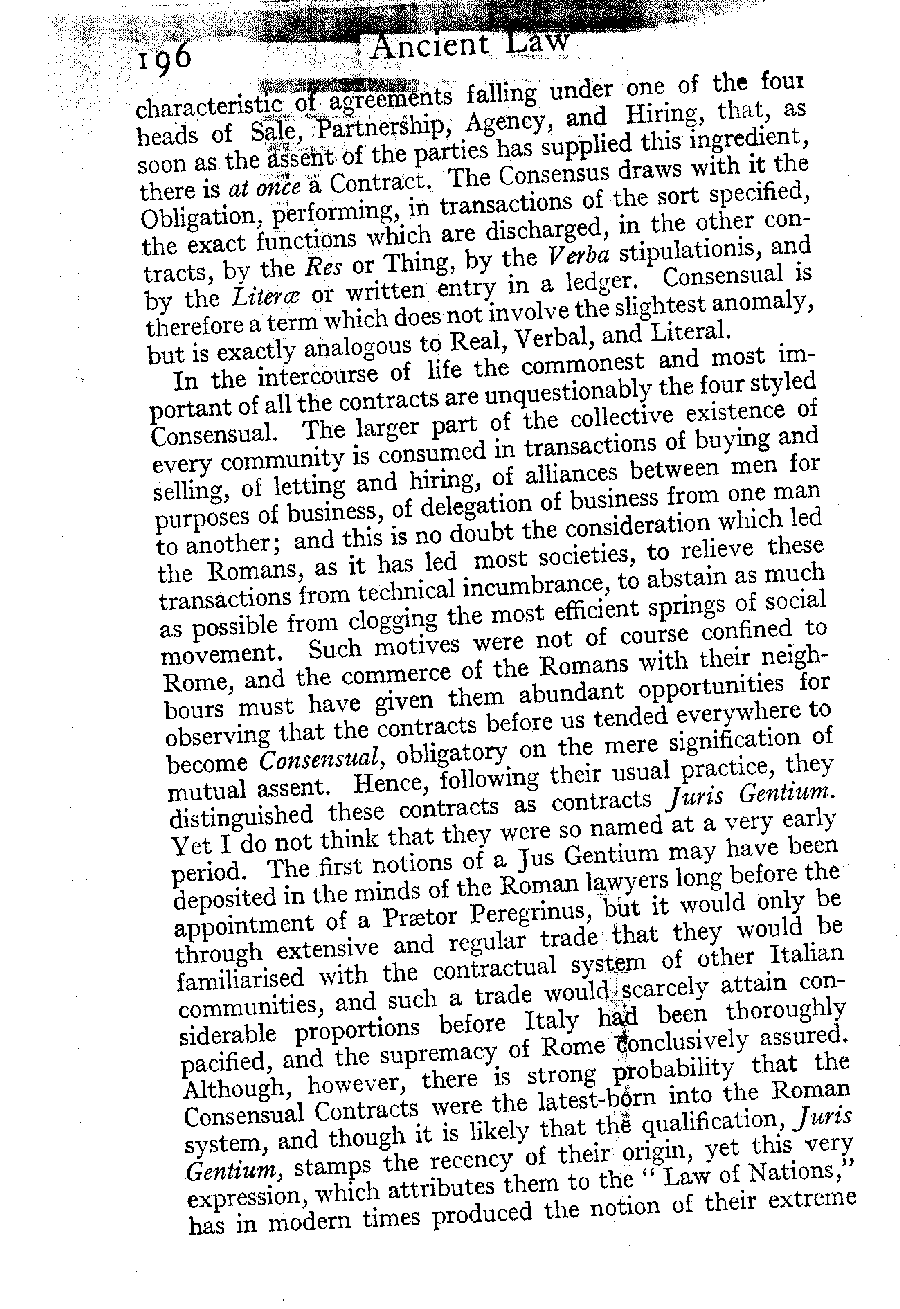 196 Ancient Law
characteristic of agreements falling under one of the four
heads of Sale, Partnership, Agency, and Hiring, that, as
soon as the assent of the parties has supplied this ingredient,
there is at once a Contract. The Consensus draws with it the
Obligation, performing, in transactions of the sort specified,
the exact functions which are discharged, in the other con-
tracts, by the Res or Thing, by the Verba stipulationis, and
by the Literæ or written entry in a ledger. Consensual is
therefore a term which does not involve the slightest anomaly,
but is exactly analogous to Real, Verbal, and Literal.
In the intercourse of life the commonest and most im-
portant of all the contracts are unquestionably the four styled
Consensual. The larger part of the collective existence of
every community is consumed in transactions of buying and
selling, of letting and hiring, of alliances between men for
purposes of business, of delegation of business from one man
to another; and this is no doubt the consideration which led
the Romans, as it has led most societies, to relieve these
transactions from technical incumbrance, to abstain as much
as possible from clogging the most efficient springs of social
movement. Such motives were not of course confined to
Rome, and the commerce of the Romans with their neigh-
bours must have given them abundant opportunities for
observing that the contracts before us tended everywhere to
become Consensual, obligatory on the mere signification of
mutual assent. Hence, following their usual practice, they
distinguished these contracts as contracts Juris Gentium.
Yet I do not think that they were so named at a very early
period. The first notions of a Jus Gentium may have been
deposited in the minds of the Roman lawyers long before the
appointment of a Prætor Peregrinus, but it would only be
through extensive and regular trade that they would be
familiarised with the contractual system of other Italian
communities, and such a trade would scarcely attain con-
siderable proportions before Italy had been thoroughly
pacified, and the supremacy of Rome conclusively assured.
Although, however, there is strong probability that the
Consensual Contracts were the latest-born into the Roman
system, and though it is likely that the qualification, Juris
Gentium, stamps the recency of their origin, yet this very
expression, which attributes them to the "Law of Nations,"
has in modern times produced the notion of their extreme